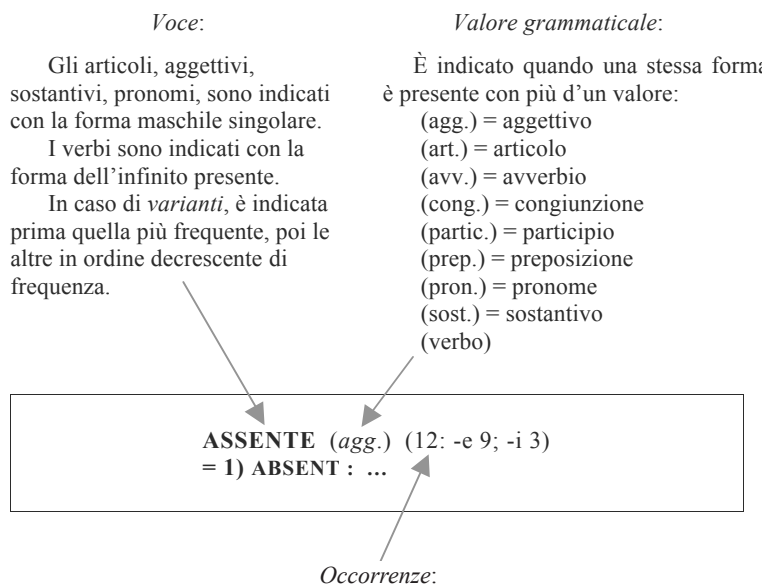 Voce:
Gli articoli, aggettivi,
sostantivi, pronomi, sono indicati
con la forma maschile singolare.
I verbi sono indicati con la
forma dell’infinito presente.
In caso di varianti, è indicata
prima quella più frequente, poi le
altre in ordine decrescente di
frequenza.
Valore grammaticale:
È indicato quando una stessa forma
è presente con più d’un valore:
(agg.) = aggettivo
(art.) = articolo
(avv.) = avverbio
(cong.) = congiunzione
(partic.) = participio
(prep.) = preposizione
(pron.) = pronome
(sost.) = sostantivo
(verbo)
ASSENTE (agg.) (12: -e 9; -i 3)
= 1) ABSENT : ...
Occorrenze: